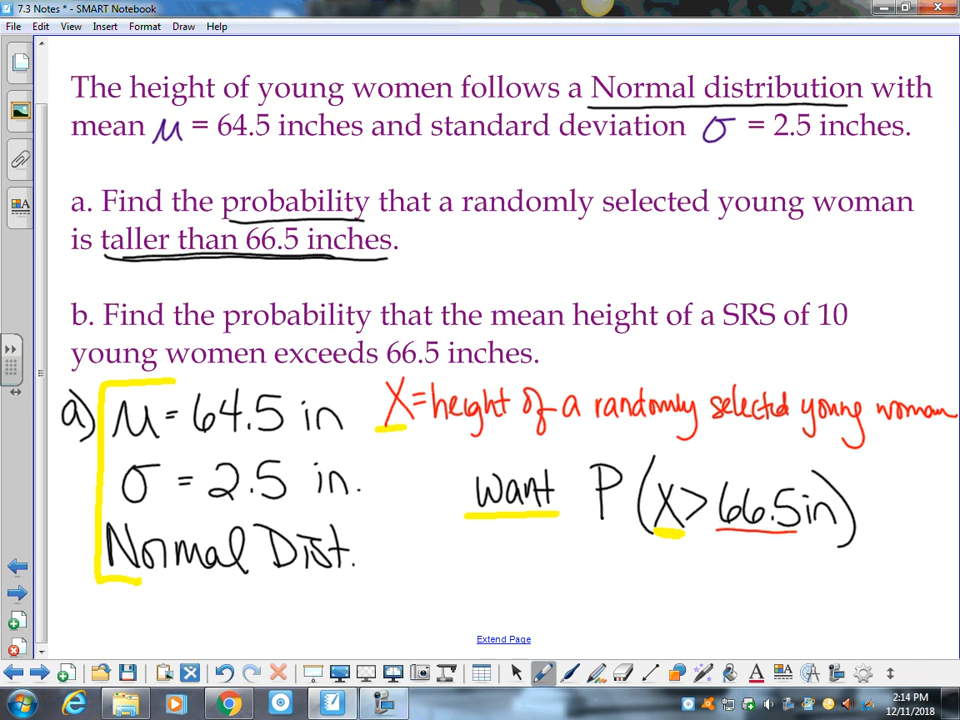 7.3 Notes * - SMART Notebook
File Edit View Insert Format Draw Help
The height of young women follows a Normal distribution with
mean μ = 64.5 inches and standard deviation σ = 2.5 inches.
a. Find the probability that a randomly selected young woman
is taller than 66.5 inches.
b. Find the probability that the mean height of a SRS of 10
young women exceeds 66.5 inches.
a) μ = 64.5 in
X = height of a randomly selected young woman
σ = 2.5 in.
want P(X > 66.5in)
Normal Dist.
Extend Page
2:14 PM
12/11/2018